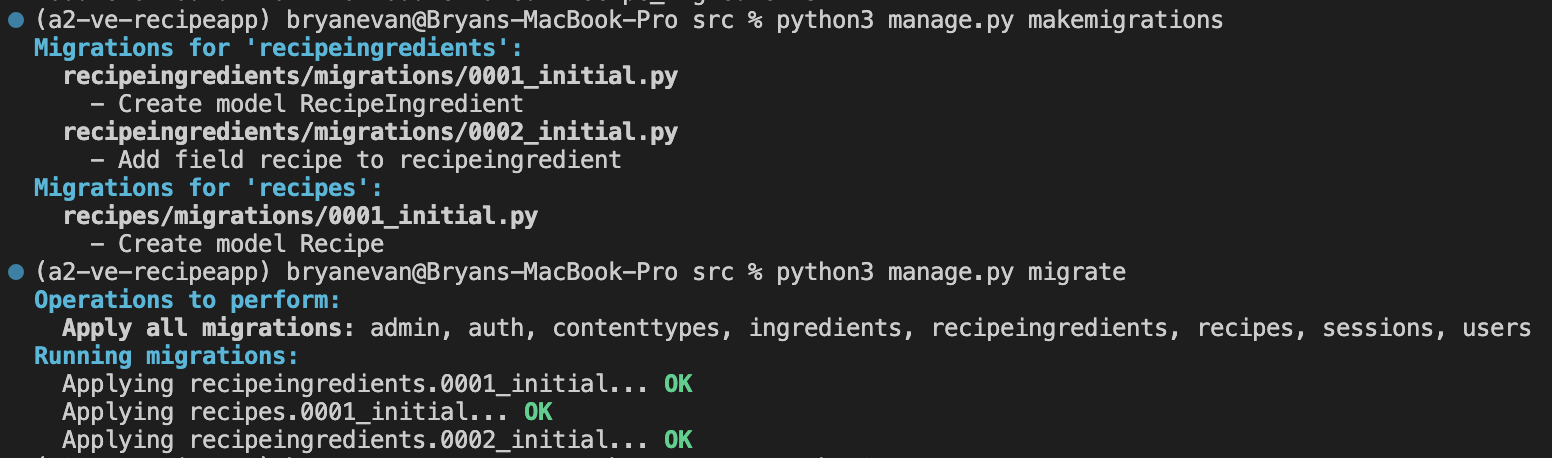 (a2-ve-recipeapp) bryanevan@Bryans-MacBook-Pro src % python3 manage.py makemigrations
Migrations for 'recipeingredients':
recipeingredients/migrations/0001_initial.py
- Create model RecipeIngredient
recipeingredients/migrations/0002_initial.py
- Add field recipe to recipeingredient
Migrations for 'recipes':
recipes/migrations/0001_initial.py
- Create model Recipe
(a2-ve-recipeapp) bryanevan@Bryans-MacBook-Pro src % python3 manage.py migrate
Operations to perform:
Apply all migrations: admin, auth, contenttypes, ingredients, recipeingredients, recipes, sessions, users
Running migrations:
Applying recipeingredients.0001_initial... OK
Applying recipes.0001_initial... OK
Applying recipeingredients.0002_initial... OK